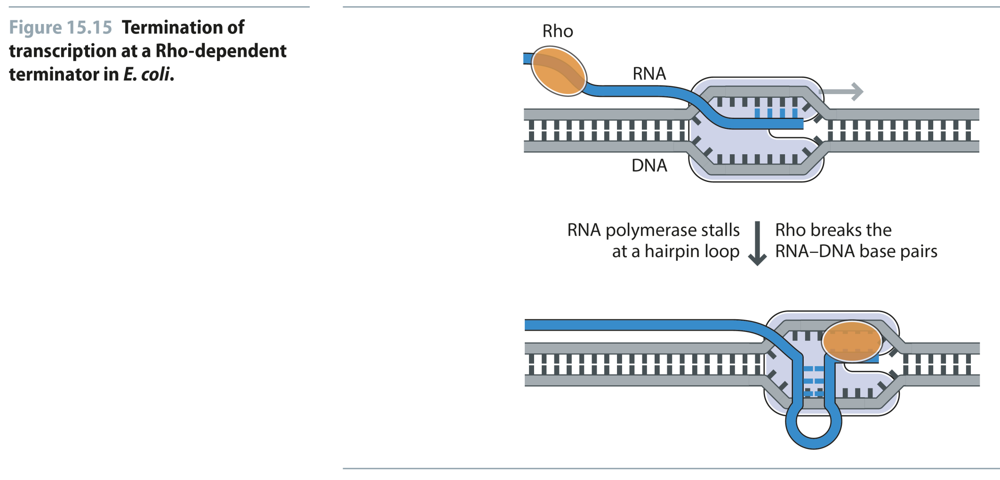 Figure 15.15 Termination of
transcription at a Rho-dependent
terminator in E. coli.
Rho
RNA
DNA
RNA polymerase stalls
at a hairpin loop
Rho breaks the
RNA–DNA base pairs